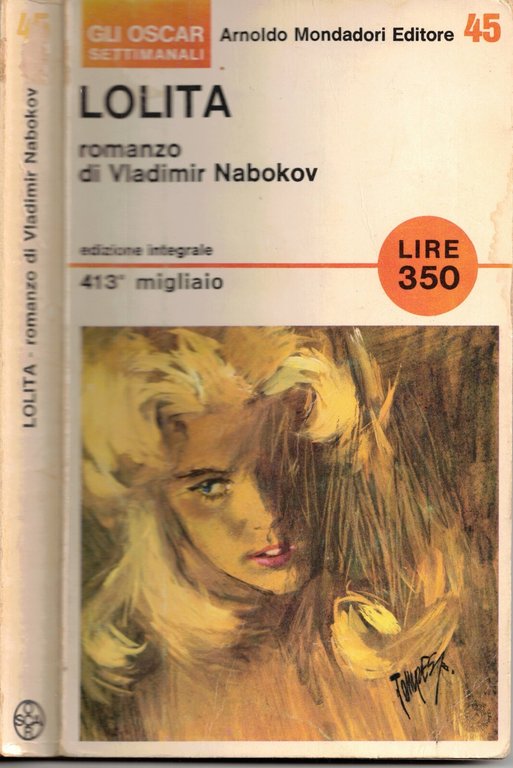 45
LOLITA - romanzo di Vladimir Nabokov
OSCAR
GLI OSCAR
SETTIMANALI
Arnoldo Mondadori Editore 45
LOLITA
romanzo
di Vladimir Nabokov
edizione integrale
413° migliaio
LIRE
350